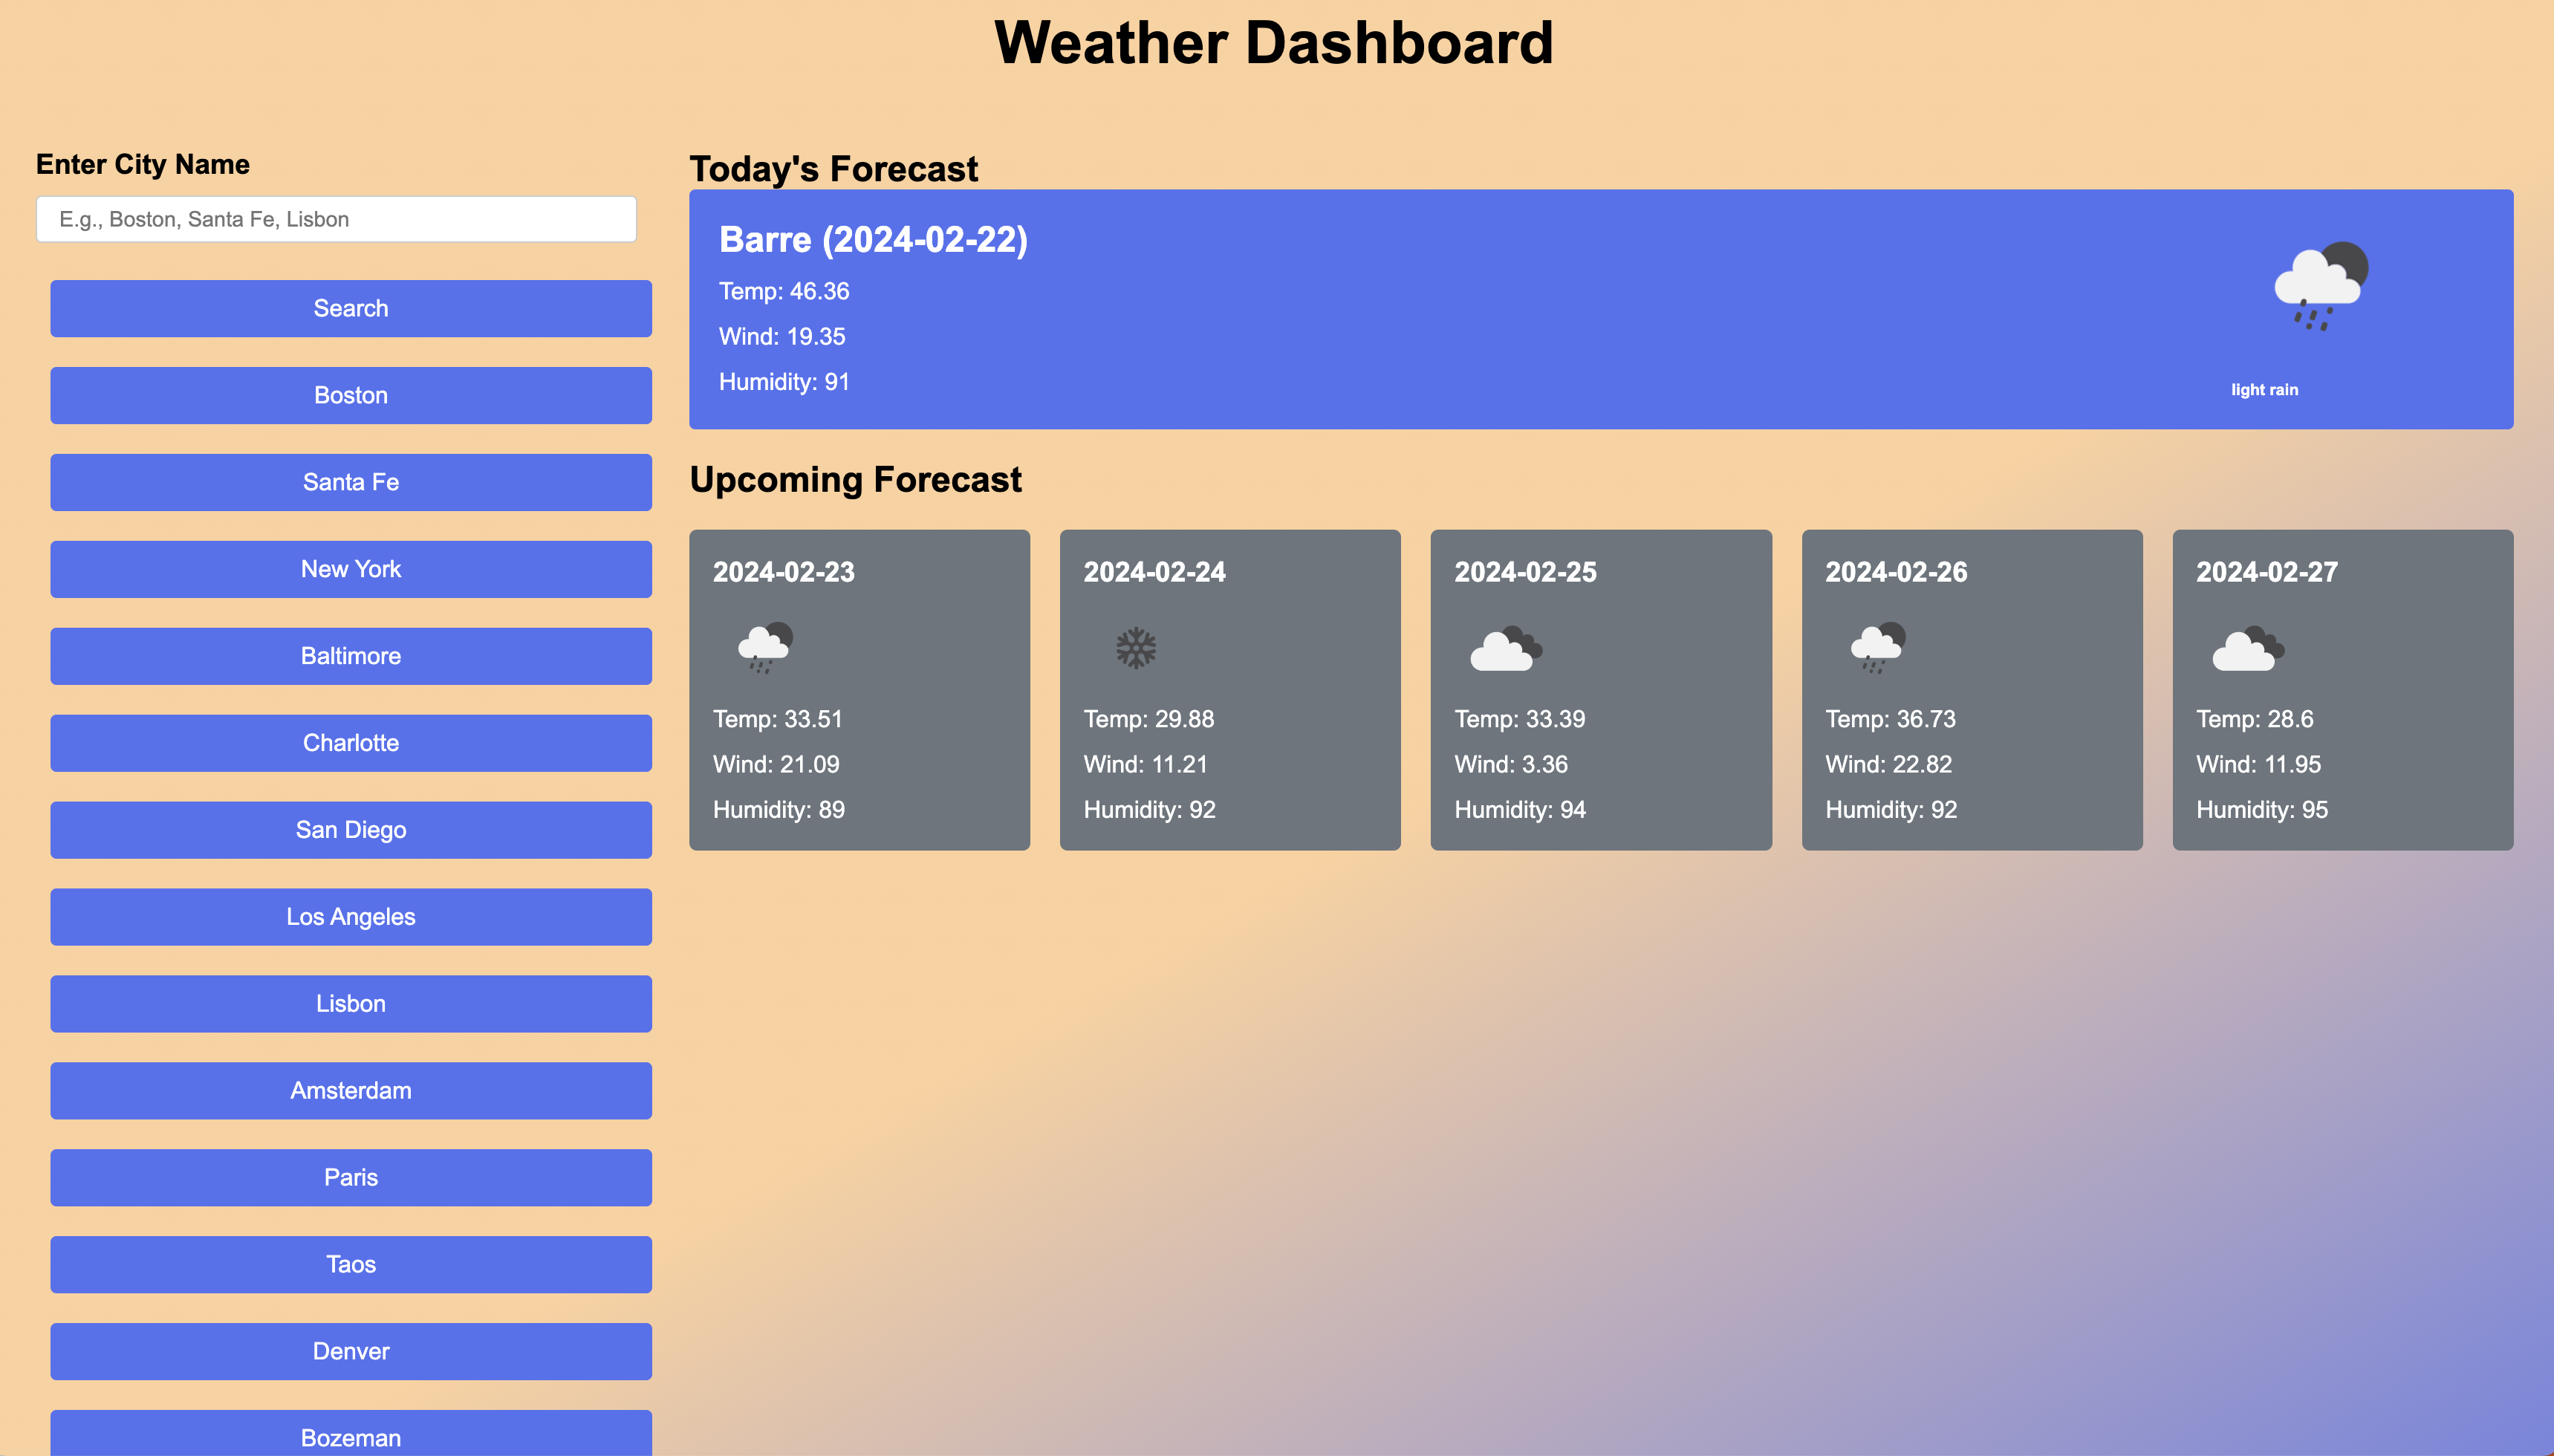 Weather Dashboard
Enter City Name
E.g., Boston, Santa Fe, Lisbon
Search
Boston
Santa Fe
New York
Baltimore
Charlotte
San Diego
Los Angeles
Lisbon
Amsterdam
Paris
Taos
Denver
Bozeman
Today's Forecast
Barre (2024-02-22)
Temp: 46.36
Wind: 19.35
Humidity: 91
light rain
Upcoming Forecast
2024-02-23
Temp: 33.51
Wind: 21.09
Humidity: 89
2024-02-24
Temp: 29.88
Wind: 11.21
Humidity: 92
2024-02-25
Temp: 33.39
Wind: 3.36
Humidity: 94
2024-02-26
Temp: 36.73
Wind: 22.82
Humidity: 92
2024-02-27
Temp: 28.6
Wind: 11.95
Humidity: 95